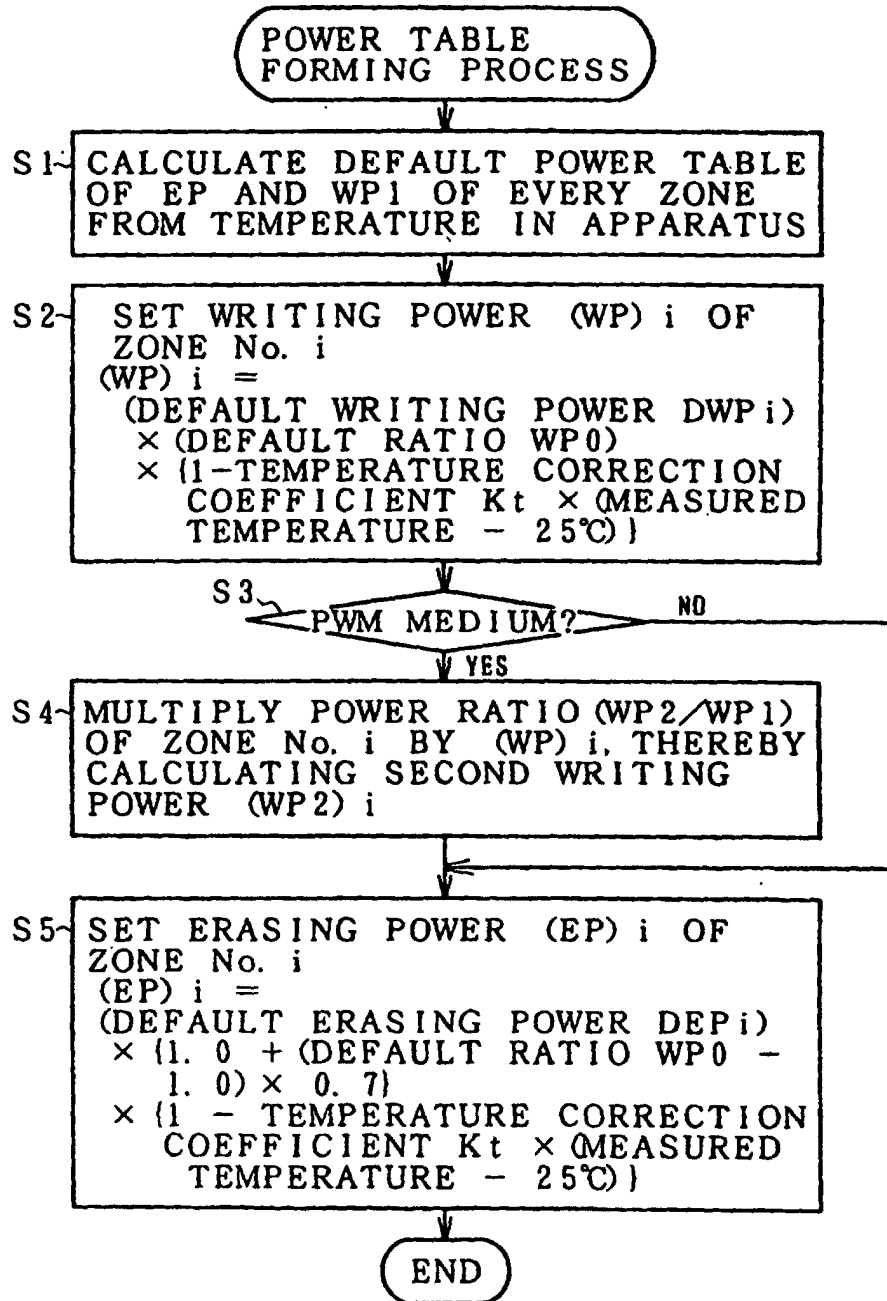 POWER TABLE
FORMING PROCESS
S1
CALCULATE DEFAULT POWER TABLE
OF EP AND WP1 OF EVERY ZONE
FROM TEMPERATURE IN APPARATUS
S2
SET WRITING POWER (WP) i OF
ZONE No. i
(WP) i =
(DEFAULT WRITING POWER DWPi)
× (DEFAULT RATIO WP0)
× {1-TEMPERATURE CORRECTION
COEFFICIENT Kt × (MEASURED
TEMPERATURE - 25℃)}
S3
PWM MEDIUM?
NO
YES
S4
MULTIPLY POWER RATIO (WP2/WP1)
OF ZONE No. i BY (WP) i, THEREBY
CALCULATING SECOND WRITING
POWER (WP2) i
S5
SET ERASING POWER (EP) i OF
ZONE No. i
(EP) i =
(DEFAULT ERASING POWER DEPi)
× {1. 0 + (DEFAULT RATIO WP0 -
1. 0) × 0. 7}
× {1 - TEMPERATURE CORRECTION
COEFFICIENT Kt × (MEASURED
TEMPERATURE - 25℃)}
END